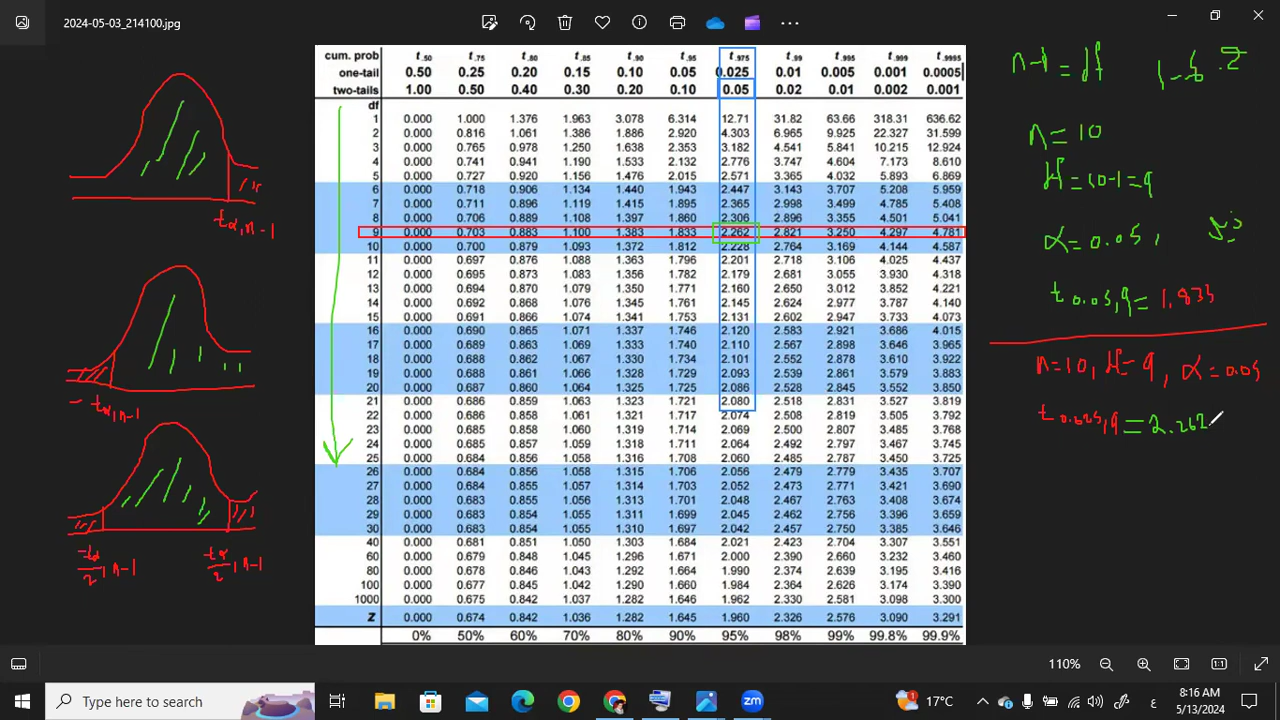 2024-05-03_214100.png
cum. prob t.50 t.75 t.80 t.85 t.90 t.95 t.975 t.99 t.995 t.999 t.9995
one-tail 0.50 0.25 0.20 0.15 0.10 0.05 0.025 0.01 0.005 0.001 0.0005
two-tails 1.00 0.50 0.40 0.30 0.20 0.10 0.05 0.02 0.01 0.002 0.001
df
1 0.000 1.000 1.376 1.963 3.078 6.314 12.71 31.82 63.66 318.31 636.62
2 0.000 0.816 1.061 1.386 1.886 2.920 4.303 6.965 9.925 22.327 31.599
3 0.000 0.765 0.978 1.250 1.638 2.353 3.182 4.541 5.841 10.215 12.924
4 0.000 0.741 0.941 1.190 1.533 2.132 2.776 3.747 4.604 7.173 8.610
5 0.000 0.727 0.920 1.156 1.476 2.015 2.571 3.365 4.032 5.893 6.869
6 0.000 0.718 0.906 1.134 1.440 1.943 2.447 3.143 3.707 5.208 5.959
7 0.000 0.711 0.896 1.119 1.415 1.895 2.365 2.998 3.499 4.785 5.408
8 0.000 0.706 0.889 1.108 1.397 1.860 2.306 2.896 3.355 4.501 5.041
9 0.000 0.703 0.883 1.100 1.383 1.833 2.262 2.821 3.250 4.297 4.781
10 0.000 0.700 0.879 1.093 1.372 1.812 2.228 2.764 3.169 4.144 4.587
11 0.000 0.697 0.876 1.088 1.363 1.796 2.201 2.718 3.106 4.025 4.437
12 0.000 0.695 0.873 1.083 1.356 1.782 2.179 2.681 3.055 3.930 4.318
13 0.000 0.694 0.870 1.079 1.350 1.771 2.160 2.650 3.012 3.852 4.221
14 0.000 0.692 0.868 1.076 1.345 1.761 2.145 2.624 2.977 3.787 4.140
15 0.000 0.691 0.866 1.074 1.341 1.753 2.131 2.602 2.947 3.733 4.073
16 0.000 0.690 0.865 1.071 1.337 1.746 2.120 2.583 2.921 3.686 4.015
17 0.000 0.689 0.863 1.069 1.333 1.740 2.110 2.567 2.898 3.646 3.965
18 0.000 0.688 0.862 1.067 1.330 1.734 2.101 2.552 2.878 3.610 3.922
19 0.000 0.688 0.861 1.066 1.328 1.729 2.093 2.539 2.861 3.579 3.883
20 0.000 0.687 0.860 1.064 1.325 1.725 2.086 2.528 2.845 3.552 3.850
21 0.000 0.686 0.859 1.063 1.323 1.721 2.080 2.518 2.831 3.527 3.819
22 0.000 0.686 0.858 1.061 1.321 1.717 2.074 2.508 2.819 3.505 3.792
23 0.000 0.685 0.858 1.060 1.319 1.714 2.069 2.500 2.807 3.485 3.768
24 0.000 0.685 0.857 1.059 1.318 1.711 2.064 2.492 2.797 3.467 3.745
25 0.000 0.684 0.856 1.058 1.316 1.708 2.060 2.485 2.787 3.450 3.725
26 0.000 0.684 0.856 1.058 1.315 1.706 2.056 2.479 2.779 3.435 3.707
27 0.000 0.684 0.855 1.057 1.314 1.703 2.052 2.473 2.771 3.421 3.690
28 0.000 0.683 0.855 1.056 1.313 1.701 2.048 2.467 2.763 3.408 3.674
29 0.000 0.683 0.854 1.055 1.311 1.699 2.045 2.462 2.756 3.396 3.659
30 0.000 0.683 0.854 1.055 1.310 1.697 2.042 2.457 2.750 3.385 3.646
40 0.000 0.681 0.851 1.050 1.303 1.684 2.021 2.423 2.704 3.307 3.551
60 0.000 0.679 0.848 1.045 1.296 1.671 2.000 2.390 2.660 3.232 3.460
80 0.000 0.678 0.846 1.043 1.292 1.664 1.990 2.374 2.639 3.195 3.416
100 0.000 0.677 0.845 1.042 1.290 1.660 1.984 2.364 2.626 3.174 3.390
1000 0.000 0.675 0.842 1.037 1.282 1.646 1.962 2.330 2.581 3.098 3.300
Z 0.000 0.674 0.842 1.036 1.282 1.645 1.960 2.326 2.576 3.090 3.291
0% 50% 60% 70% 80% 90% 95% 98% 99% 99.8% 99.9%
tα,n-1
-tα,n-1
-tα/2,n-1
-tα/2,n-1
n-1=df
n=10
df=10-1=9
α=0.05,
t0.05,9=1.833
n=10, df=9, α=0.05
t0.025,9=2.262
110%
Type here to search
1
17°C
ع
8:16 AM
5/13/2024